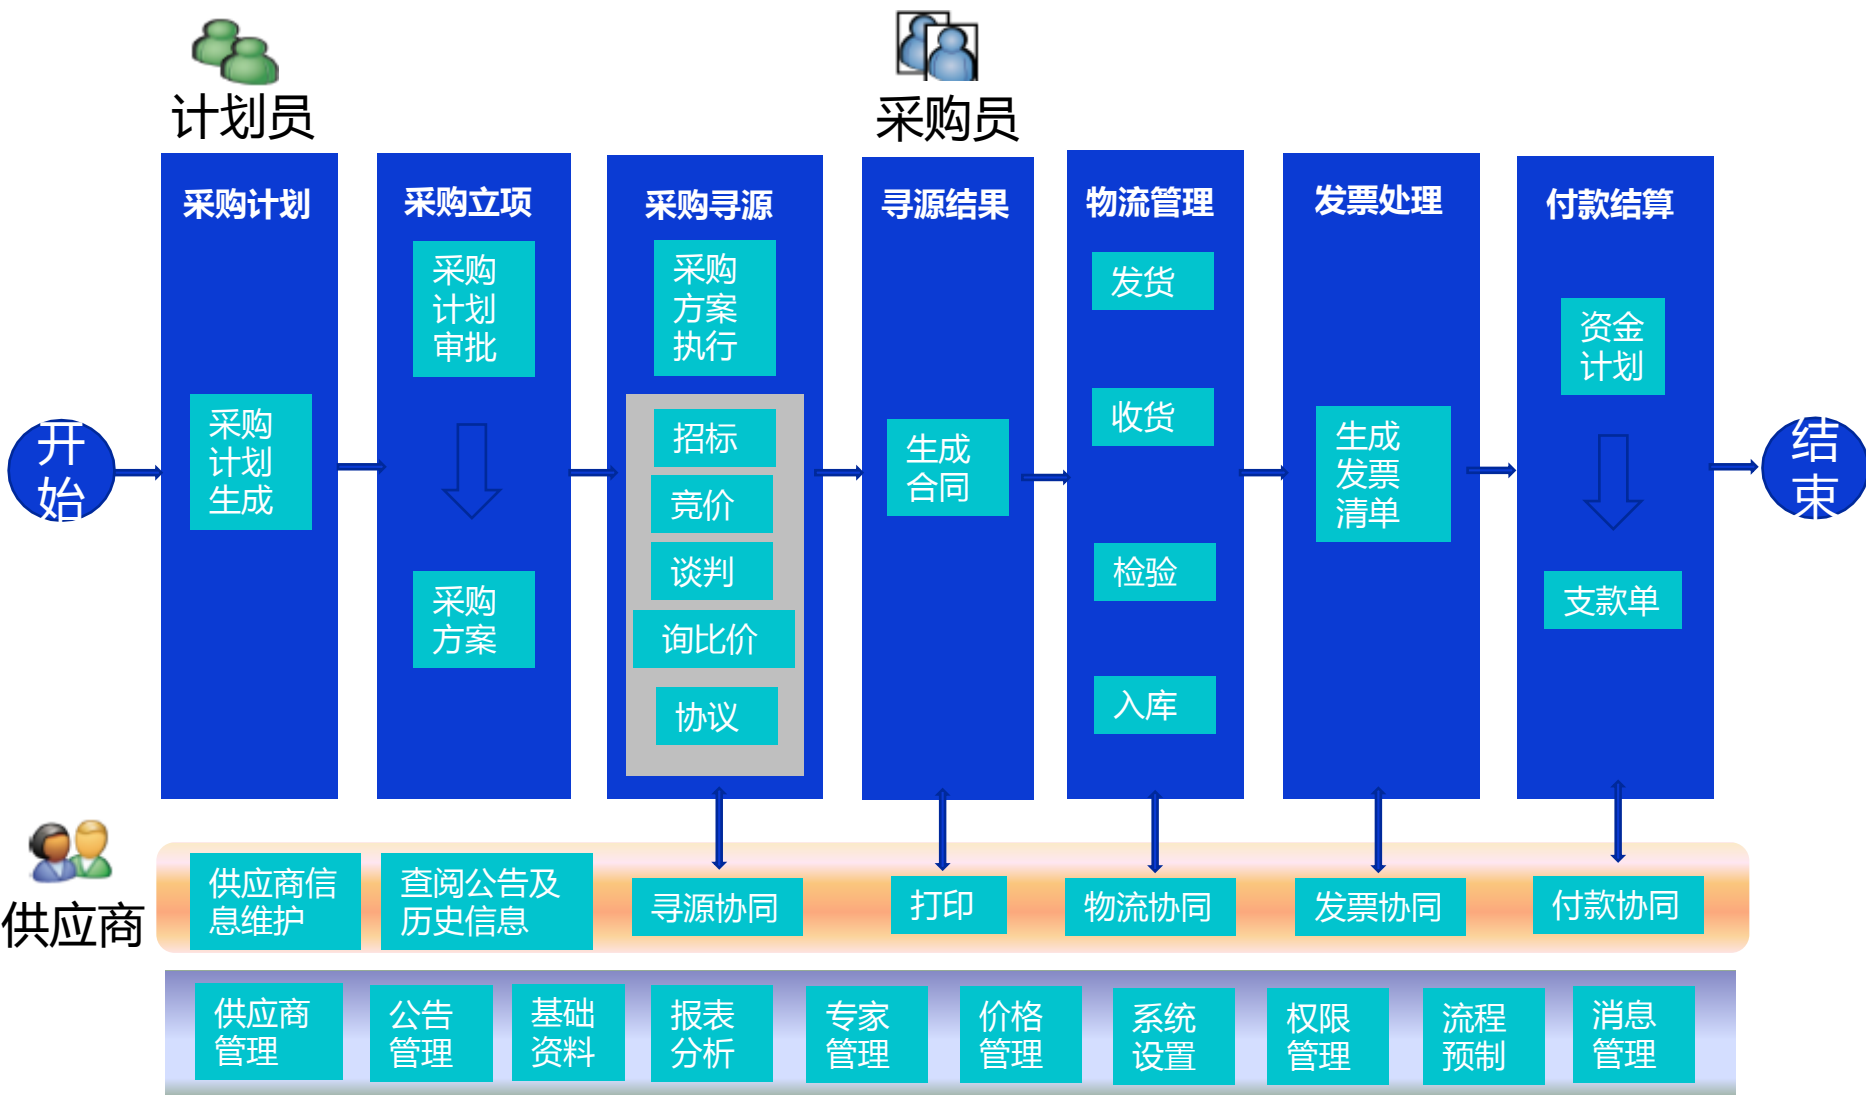 计划员
采购员
采购计划
采购立项
采购寻源
寻源结果
物流管理
发票处理
付款结算
开
始
采购
计划
生成
采购
计划
审批
采购
方案
采购
方案
执行
招标
竞价
谈判
询比价
协议
生成
合同
发货
收货
检验
入库
生成
发票
清单
资金
计划
支款单
结
束
供应商
供应商信
息维护
查阅公告及
历史信息
寻源协同
打印
物流协同
发票协同
付款协同
供应商
管理
公告
管理
基础
资料
报表
分析
专家
管理
价格
管理
系统
设置
权限
管理
流程
预制
消息
管理